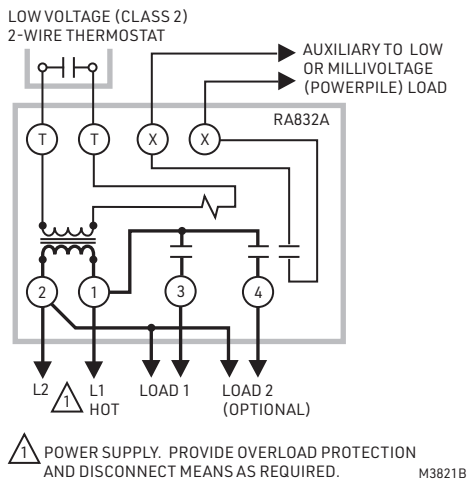 LOW VOLTAGE (CLASS 2)
2-WIRE THERMOSTAT
AUXILIARY TO LOW
OR MILLIVOLTAGE
(POWERPILE) LOAD
RA832A
T T X X
2 1 3 4
L2 1 L1
HOT
LOAD 1
LOAD 2
(OPTIONAL)
1 POWER SUPPLY. PROVIDE OVERLOAD PROTECTION
AND DISCONNECT MEANS AS REQUIRED.
M3821B